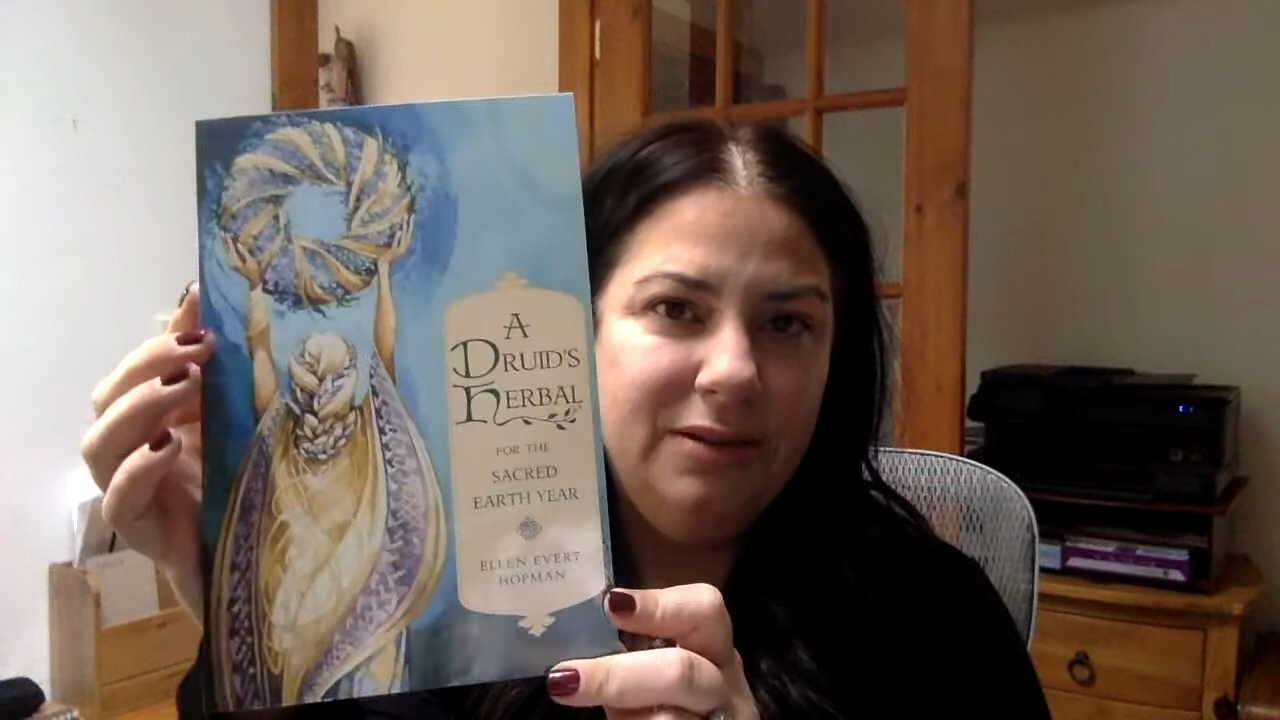 A
DRUID'S
HERBAL
FOR THE
SACRED
EARTH YEAR
ELLEN EVERT
HOPMAN